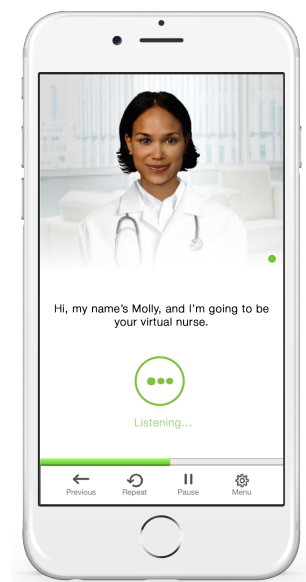 Hi, my name's Molly, and I'm going to be
your virtual nurse.
Listening...
Previous
Repeat
Pause
Menu